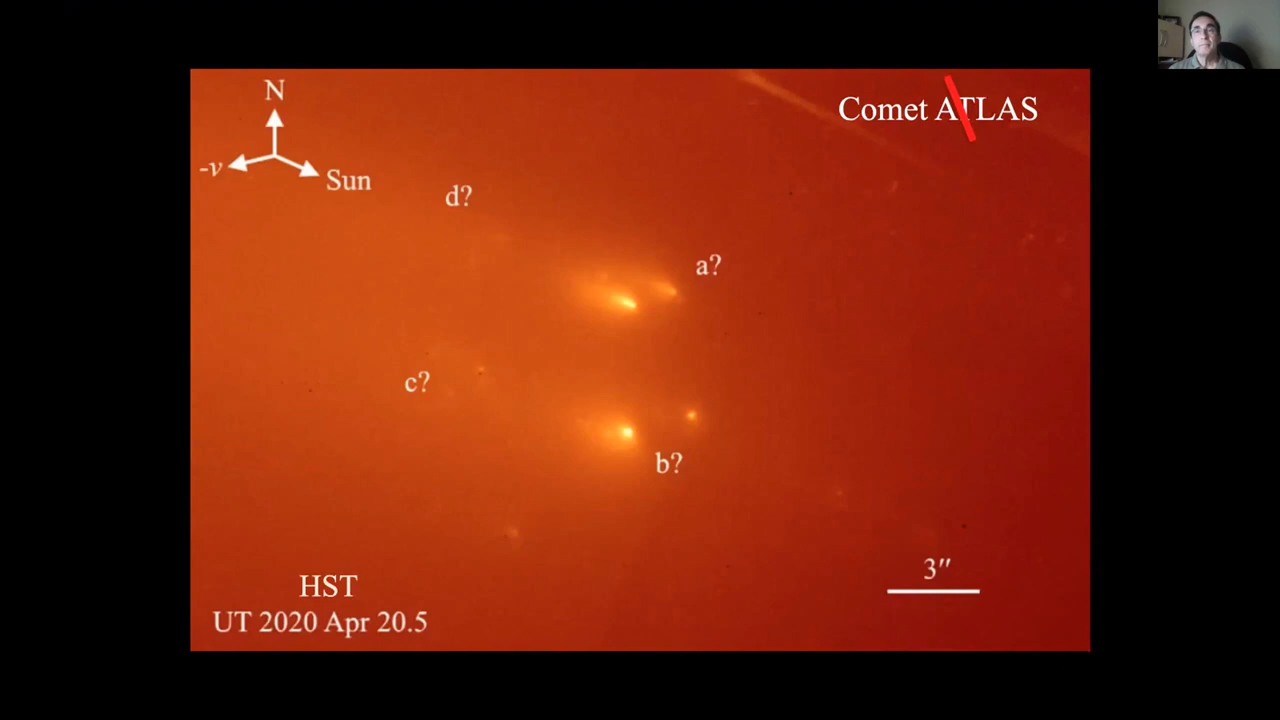 N
Comet ATLAS
-v
Sun
d?
a?
c?
b?
3″
HST
UT 2020 Apr 20.5